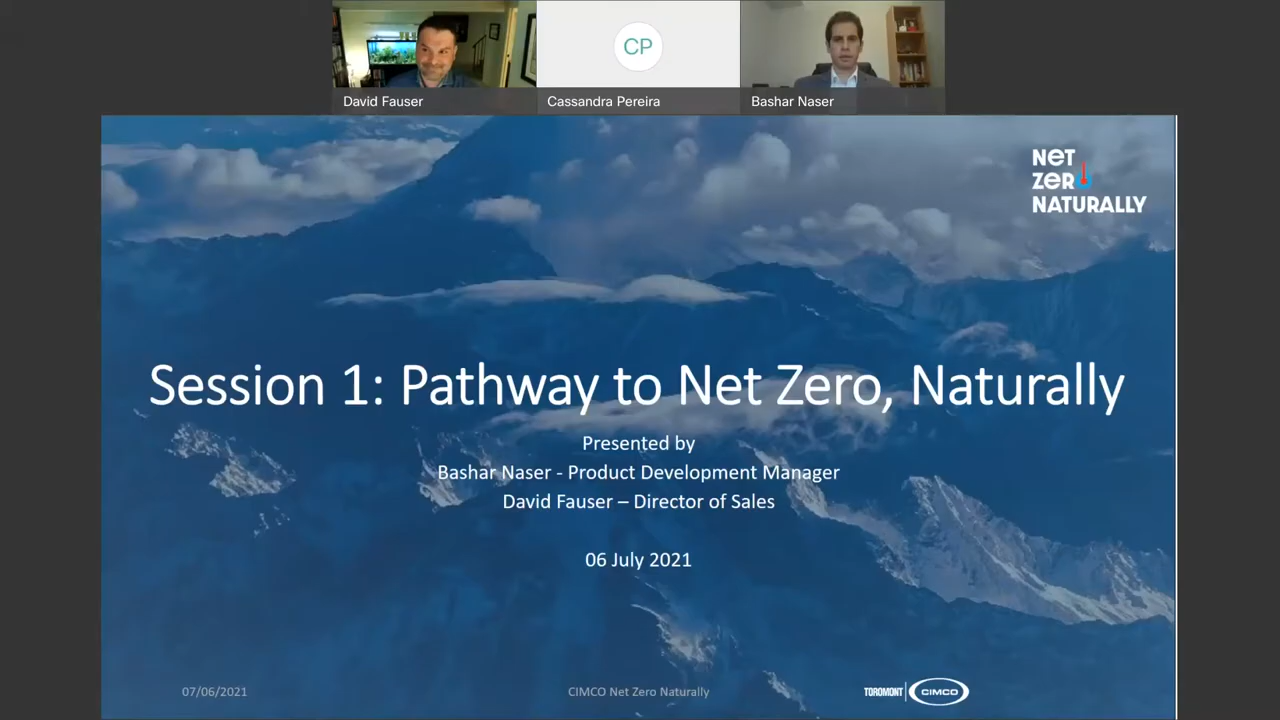 David Fauser
CP
Cassandra Pereira
Bashar Naser
NET
ZERO
NATURALLY
Session 1: Pathway to Net Zero, Naturally
Presented by
Bashar Naser - Product Development Manager
David Fauser – Director of Sales
06 July 2021
07/06/2021
CIMCO Net Zero Naturally
TOROMONT
CIMCO